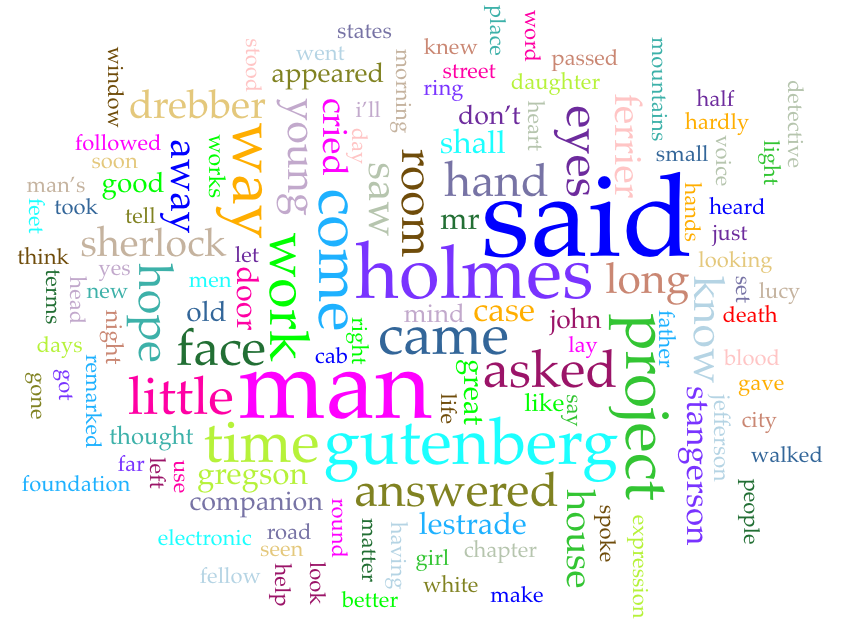 states
place
word
went
knew
passed
stood
window
appeared
morning
street
mountains
daughter
ring
detective
drebber
young
cried
i'll
don't
heart
eyes
ferrier
half
hardly
followed
away
works
way
day
saw
room
shall
small
voice
light
soon
man's
good
hand
said
hands
heard
feet
took
tell
come
mr
just
sherlock
work
think
yes
let
holmes
long
looking
know
set
lucy
terms
head
new
hope
men
door
old
mind
case
john
project
father
death
days
night
face
right
cab
came
lay
blood
gone
got
remarked
little
man
great
asked
gave
life
like
say
stangerson
jefferson
city
thought
time
gutenberg
walked
far
left
use
gregson
foundation
companion
answered
house
people
round
lestrade
spoke
expression
electronic
road
matter
having
chapter
seen
girl
fellow
help
look
white
better
make